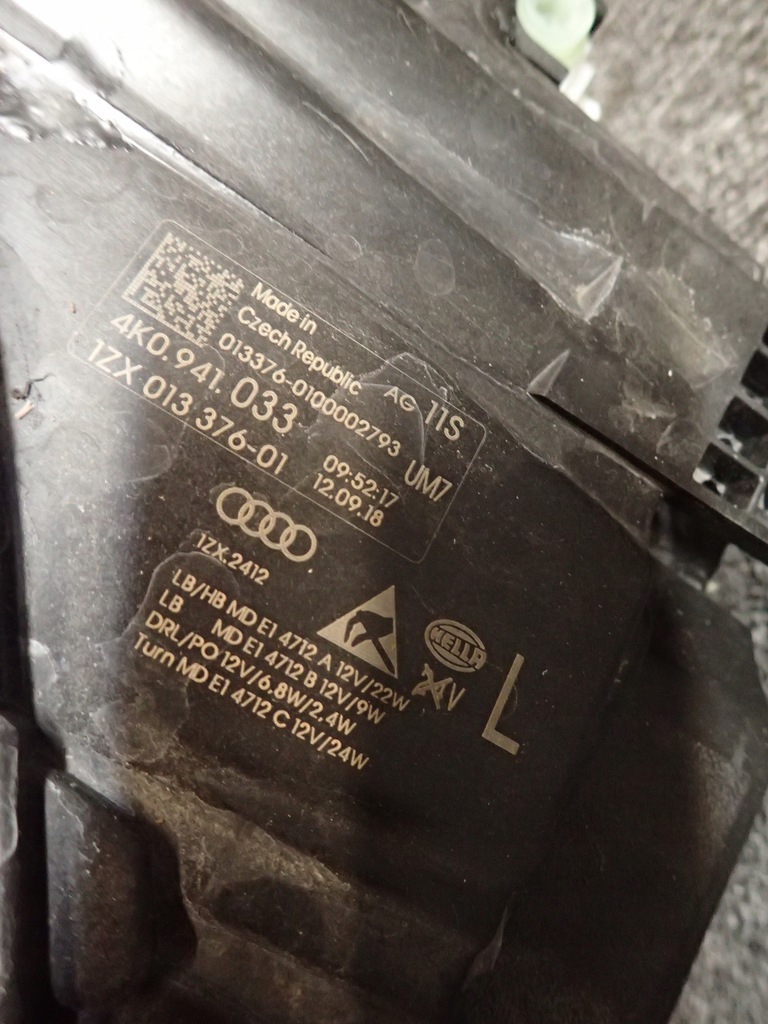 Made in
Czech Republic AG 11S
013376-0100002793 UM7
4K0.941.033 09:52:17
1ZX 013 376-01 12.09.18
1ZX.2412
LB/HB MD E1 4712 A 12V/22W
LB MD E1 4712 B 12V/9W
DRL/PO 12V/6.8W/2.4W
Turn MD E1 4712 C 12V/24W
HELLA
24V
L